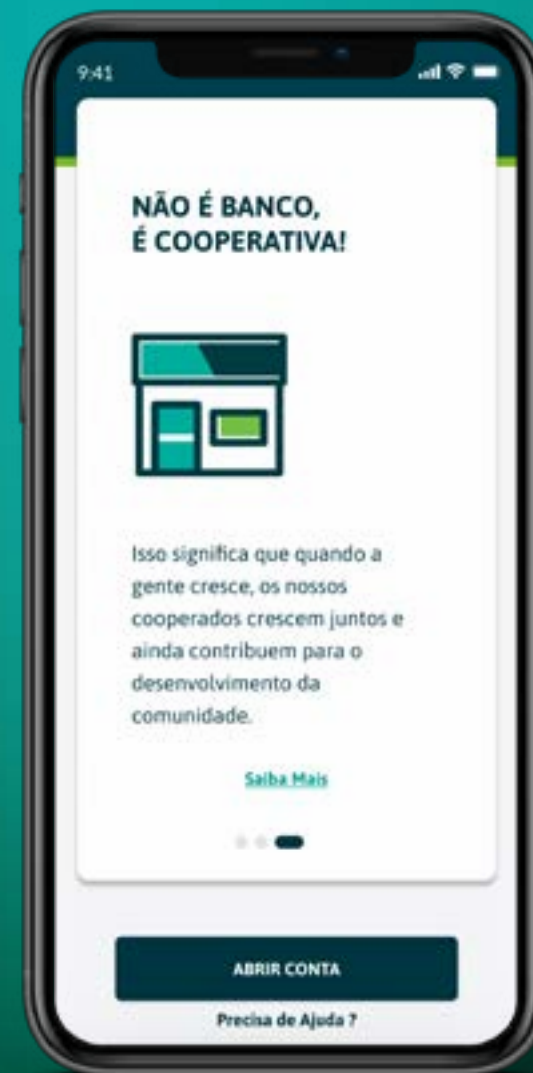 9:41
NÃO É BANCO,
É COOPERATIVA!
Isso significa que quando a
gente cresce, os nossos
cooperados crescem juntos e
ainda contribuem para o
desenvolvimento da
comunidade.
Saiba Mais
ABRIR CONTA
Precisa de Ajuda ?